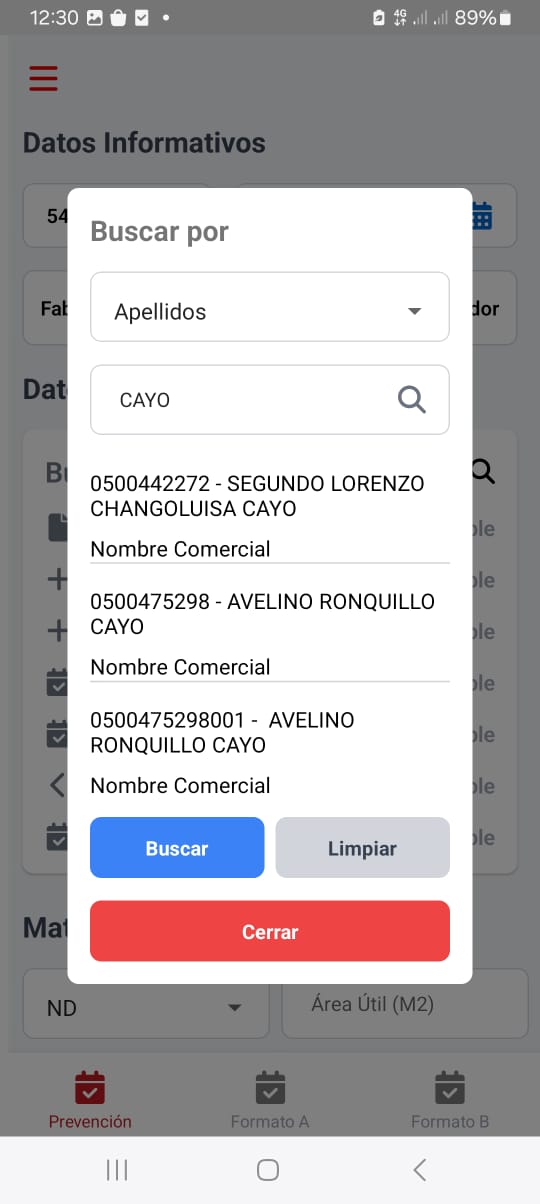 12:30
4G
89%
Datos Informativos
54
Buscar por
Apellidos
Fab
dor
CAYO
Dat
0500442272 - SEGUNDO LORENZO
CHANGOLUISA CAYO
ble
Nombre Comercial
ble
0500475298 - AVELINO RONQUILLO
CAYO
ble
Nombre Comercial
ble
0500475298001 -  AVELINO
RONQUILLO CAYO
ble
Nombre Comercial
ble
ble
Buscar
Limpiar
Mat
Cerrar
ND
Área Útil (M2)
Prevención
Formato A
Formato B